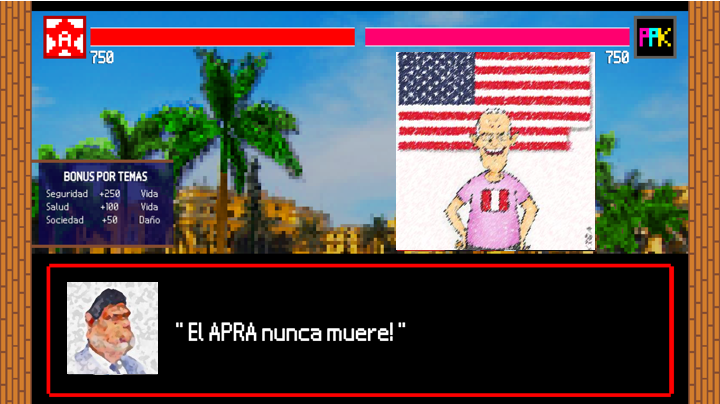 A
PPK
750
750
BONUS POR TEMAS
Seguridad +250 Vida
Salud +100 Vida
Sociedad +50 Daño
" El APRA nunca muere! "